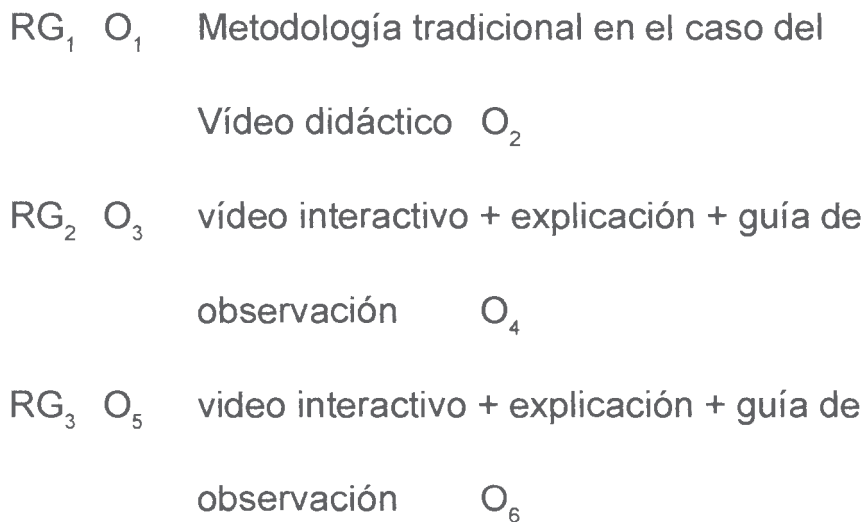 RG₁ O₁ Metodología tradicional en el caso del
Vídeo didáctico O₂
RG₂ O₃ vídeo interactivo + explicación + guía de
observación O₄
RG₃ O₅ video interactivo + explicación + guía de
observación O₆